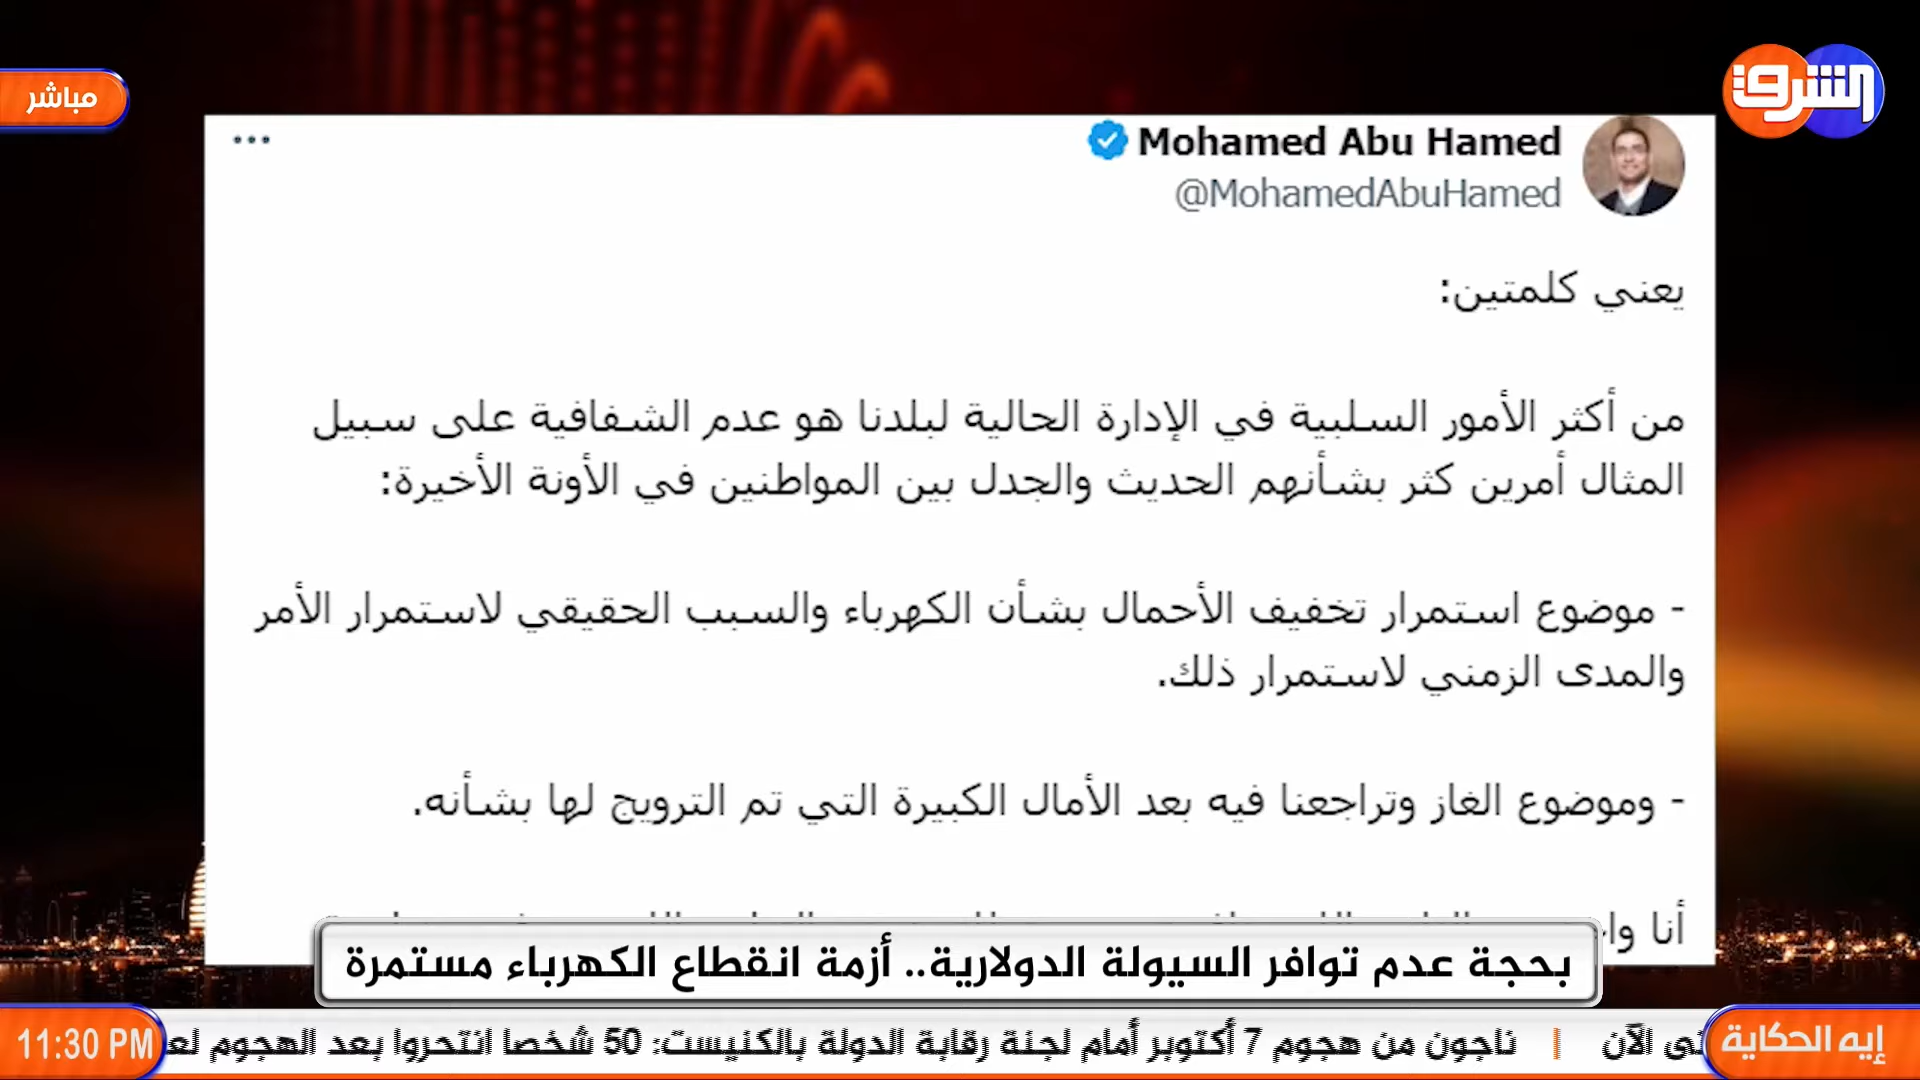 مباشر
الشرق
Mohamed Abu Hamed
@MohamedAbuHamed
يعني كلمتين:
من أكثر الأمور السلبية في الإدارة الحالية لبلدنا هو عدم الشفافية على سبيل
المثال أمرين كثر بشأنهم الحديث والجدل بين المواطنين في الأونة الأخيرة:
- موضوع استمرار تخفيف الأحمال بشأن الكهرباء والسبب الحقيقي لاستمرار الأمر
والمدى الزمني لاستمرار ذلك.
- وموضوع الغاز وتراجعنا فيه بعد الأمال الكبيرة التي تم الترويج لها بشأنه.
أنا
بحجة عدم توافر السيولة الدولارية.. أزمة انقطاع الكهرباء مستمرة
إيه الحكاية
الآن | ناجون من هجوم 7 أكتوبر أمام لجنة رقابة الدولة بالكنيست: 50 شخصا انتحروا بعد الهجوم
11:30 PM